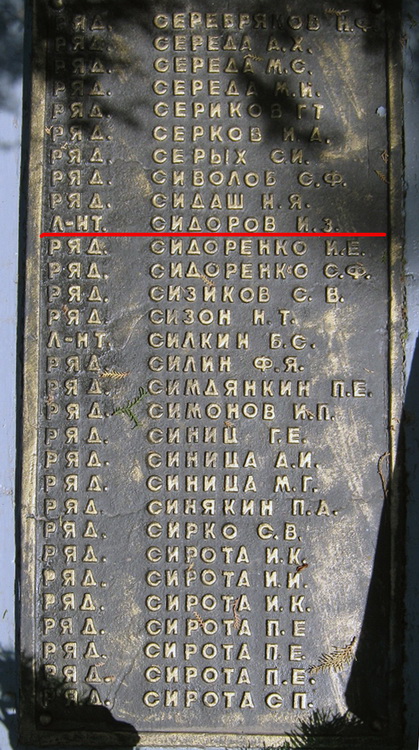 РЯД. СЕРЕБРЯКОВ Н.Ф.
РЯД. СЕРЕДА А.Х.
РЯД. СЕРЕДА М.С.
РЯД. СЕРЕДА М.И.
РЯД. СЕРИКОВ Г Т
РЯД. СЕРКОВ И.Д.
РЯД. СЕРЫХ С.И.
РЯД. СИВОЛОВ С.Ф.
РЯД. СИДАШ Н.Я.
Л-НТ. СИДОРОВ И.З.
РЯД. СИДОРЕНКО И.Е.
РЯД. СИДОРЕНКО С.Ф.
РЯД. СИЗИКОВ С.В.
РЯД. СИЗОН Н.Т.
Л-НТ. СИЛКИН Б.С.
РЯД. СИЛИН Ф.Я.
РЯД. СИМДЯНКИН П.Е.
РЯД. СИМОНОВ И.П.
РЯД. СИНИЦ Г.Е.
РЯД. СИНИЦА А.И.
РЯД. СИНИЦА М.Г.
РЯД. СИНЯКИН П.А.
РЯД. СИРКО С.В.
РЯД. СИРОТА И.К.
РЯД. СИРОТА И.И.
РЯД. СИРОТА И.К.
РЯД. СИРОТА П.Е
РЯД. СИРОТА П.Е.
РЯД. СИРОТА П.Е.
РЯД. СИРОТА С П.